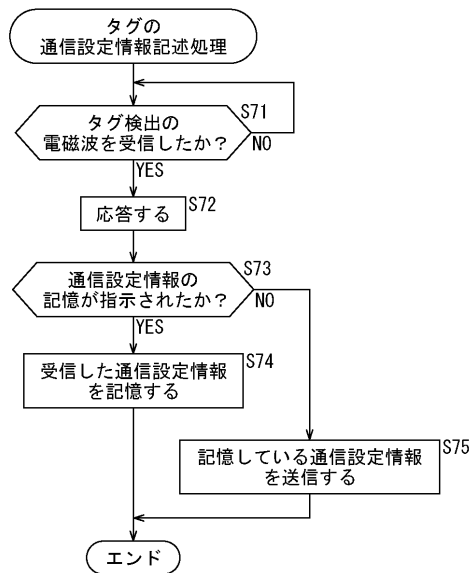 タグの
通信設定情報記述処理
S71
タグ検出の
電磁波を受信したか？
NO
YES
S72
応答する
S73
通信設定情報の
記憶が指示されたか？
NO
YES
S74
受信した通信設定情報
を記憶する
S75
記憶している通信設定情報
を送信する
エンド